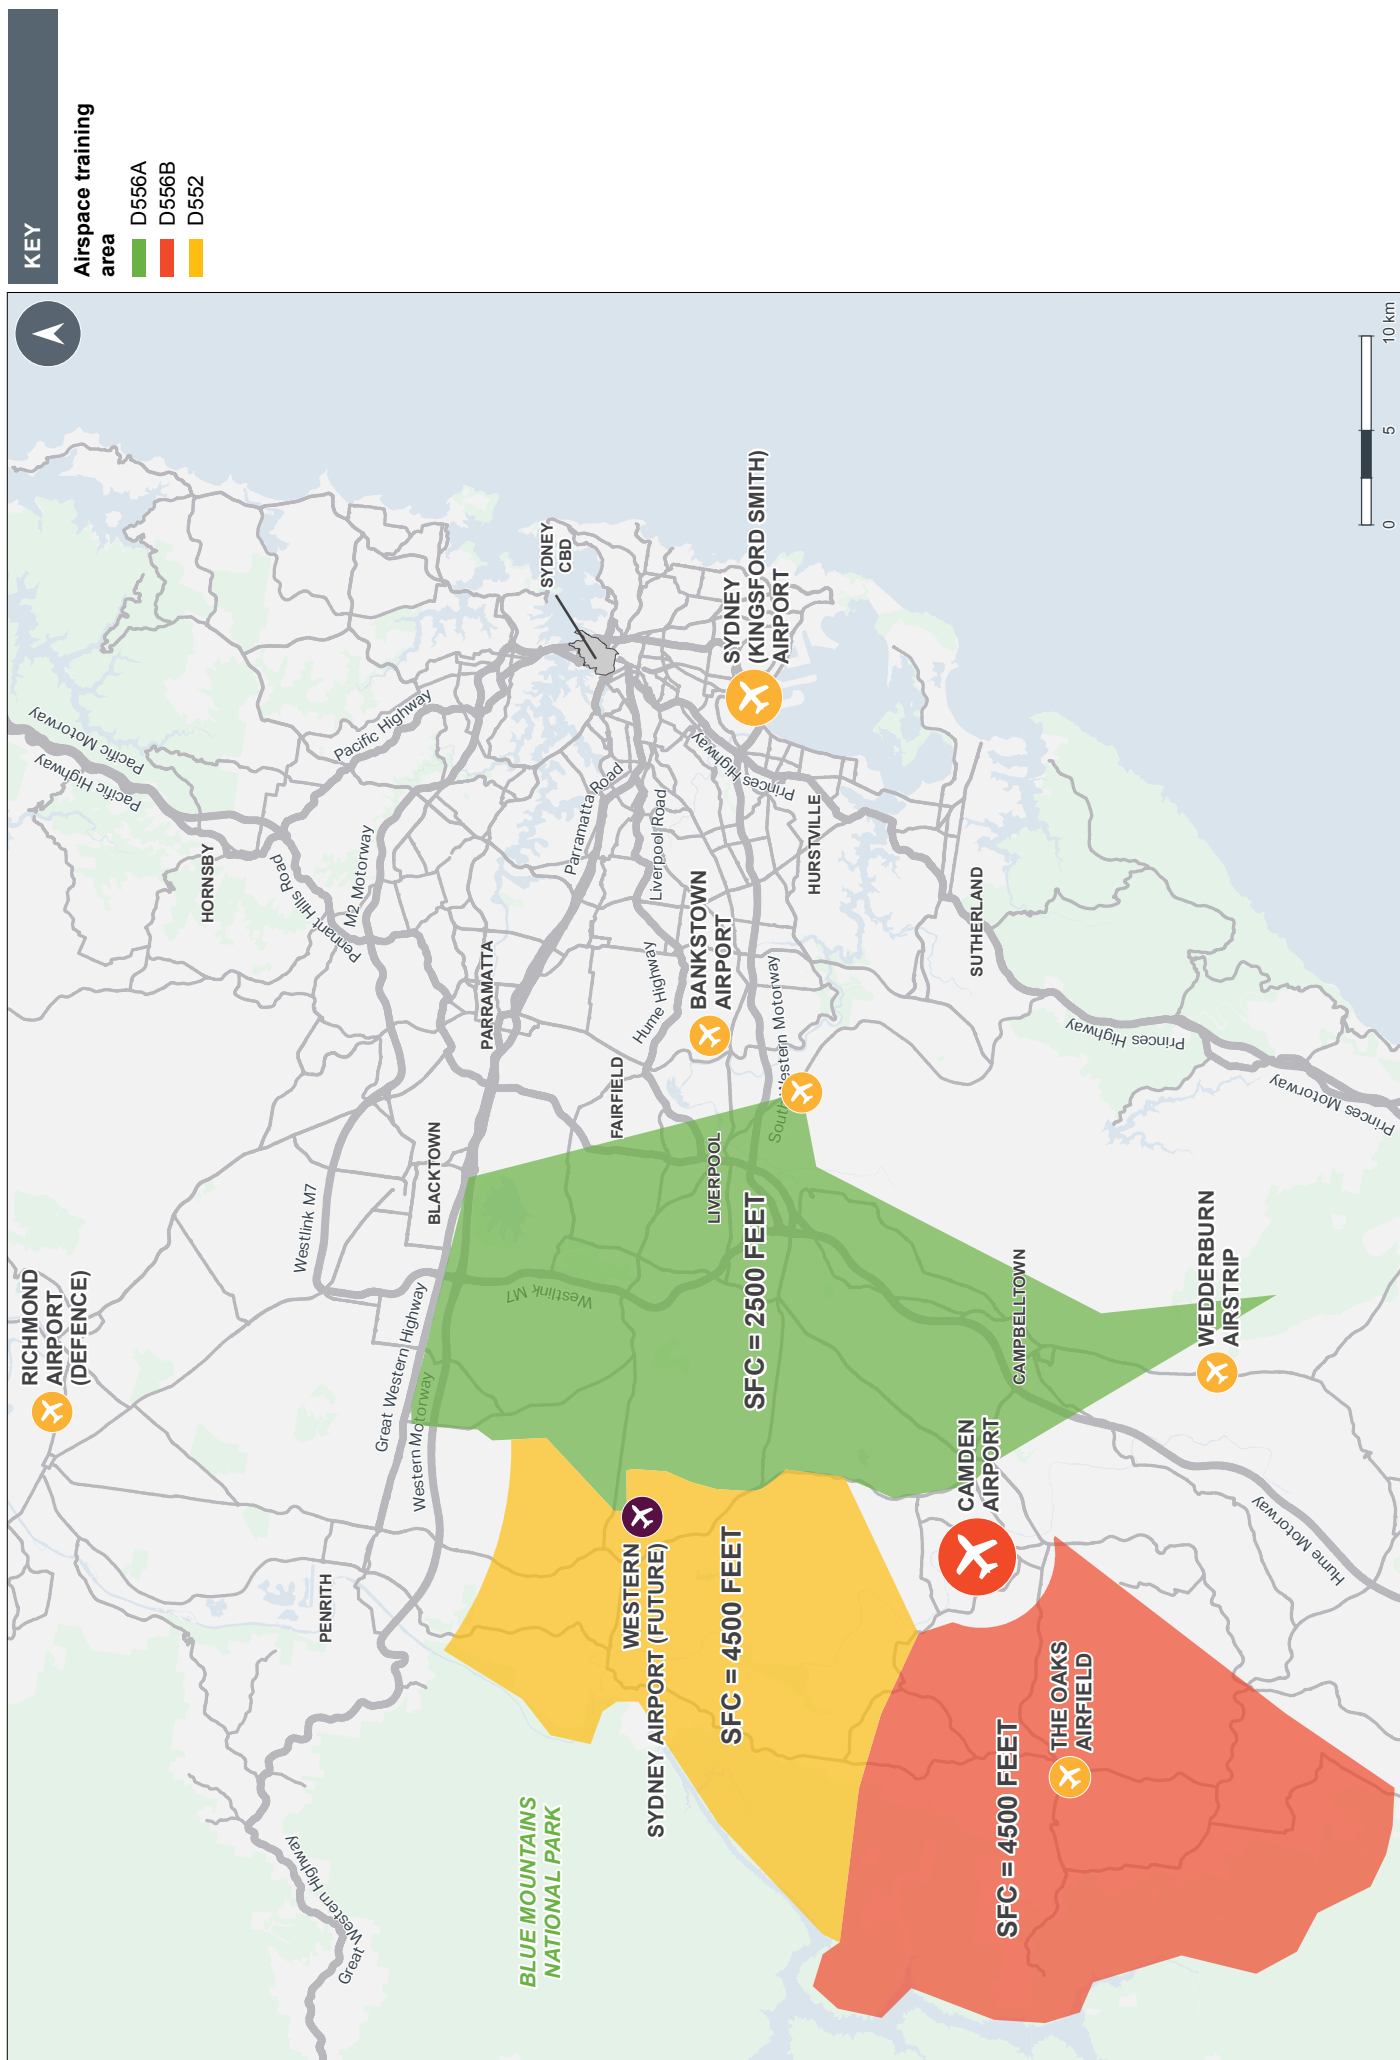 KEY
Airspace training
area
D556A
D556B
D552
RICHMOND
AIRPORT
(DEFENCE)
Pacific Motorway
Pacific Highway
Pacific Highway
HORNSBY
Pennant Hills Road
M2 Motorway
Westlink M7
BLACKTOWN
PARRAMATTA
Parramatta Road
SYDNEY
CBD
Great Western Highway
Western Motorway
PENRITH
Great Western Highway
Great
BLUE MOUNTAINS
NATIONAL PARK
Westlink M7
FAIRFIELD
Hume Highway
Liverpool Road
BANKSTOWN
AIRPORT
SYDNEY
(KINGSFORD SMITH)
AIRPORT
Princes Highway
HURSTVILLE
South Western Motorway
LIVERPOOL
SFC = 2500 FEET
WESTERN
SYDNEY AIRPORT (FUTURE)
SFC = 4500 FEET
SUTHERLAND
CAMPBELLTOWN
CAMDEN
AIRPORT
SFC = 4500 FEET
THE OAKS
AIRFIELD
WEDDERBURN
AIRSTRIP
Princes Highway
Princes Motorway
Hume Motorway
0
5
10 km